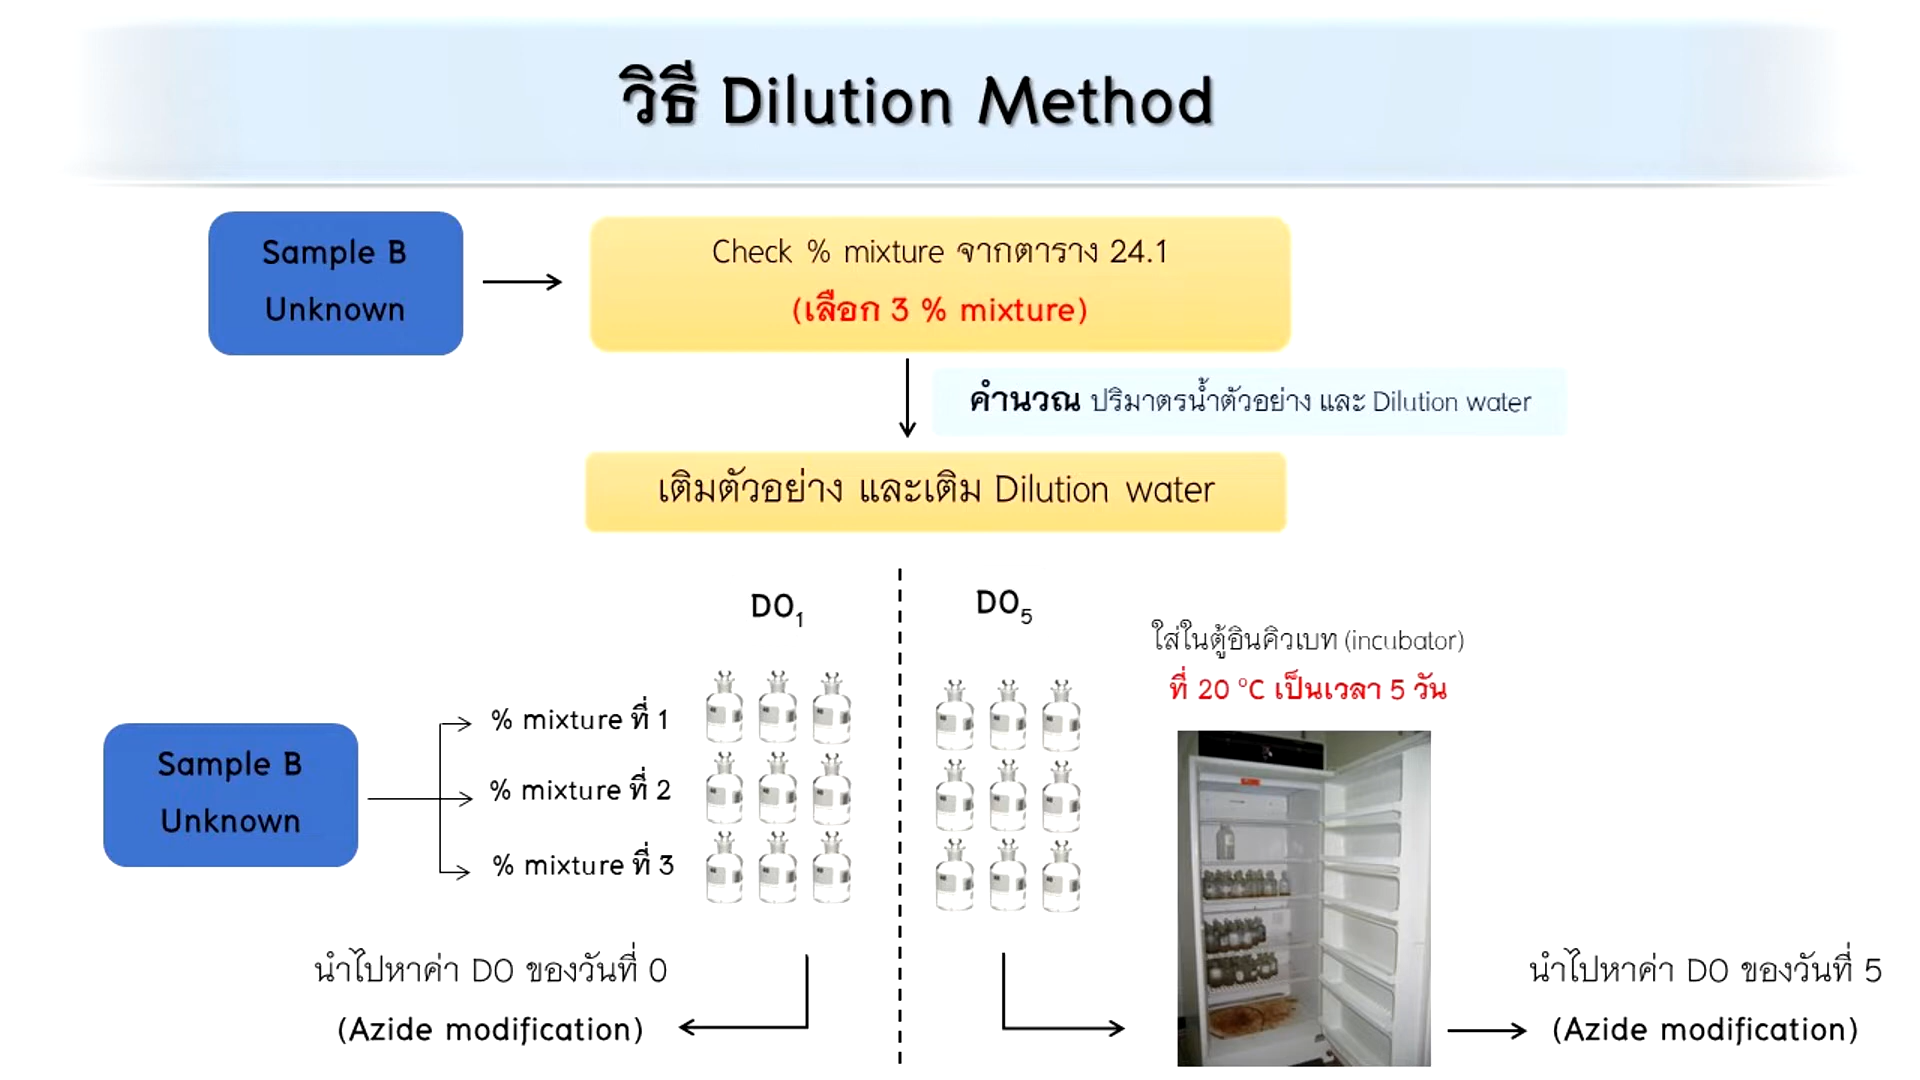 วิธี Dilution Method
Sample B
Unknown
Check % mixture จากตาราง 24.1
(เลือก 3 % mixture)
คำนวณ ปริมาตรน้ำตัวอย่าง และ Dilution water
เติมตัวอย่าง และเติม Dilution water
DO1
DO5
ใส่ในตู้อินคิวเบท (incubator)
ที่ 20 °C เป็นเวลา 5 วัน
Sample B
Unknown
% mixture ที่ 1
% mixture ที่ 2
% mixture ที่ 3
นำไปหาค่า DO ของวันที่ 0
(Azide modification)
นำไปหาค่า DO ของวันที่ 5
(Azide modification)